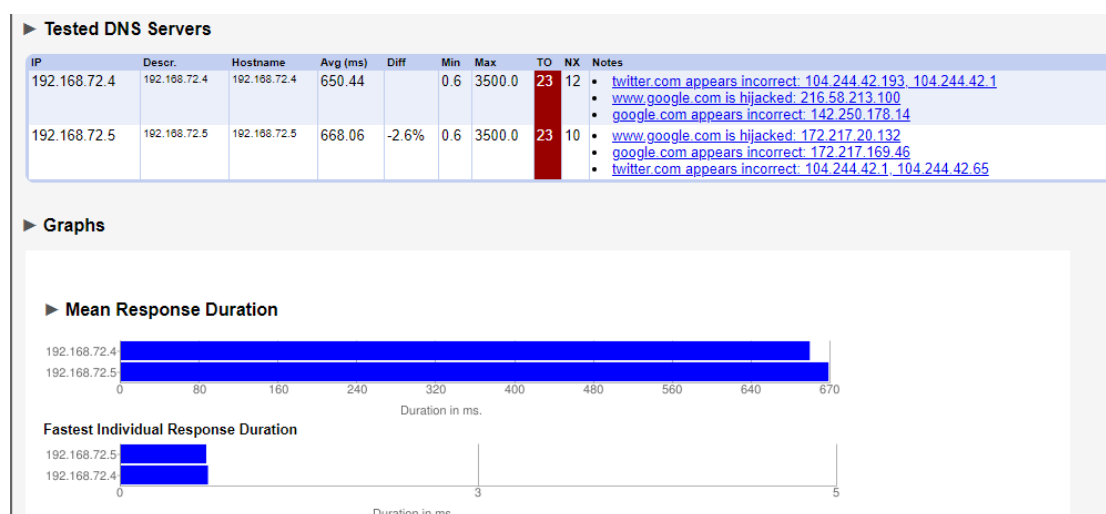 Tested DNS Servers
IP Descr. Hostname Avg (ms) Diff Min Max TO NX Notes
192.168.72.4 192.168.72.4 192.168.72.4 650.44 0.6 3500.0 23 12 • twitter.com appears incorrect: 104.244.42.193, 104.244.42.1
• www.google.com is hijacked: 216.58.213.100
• google.com appears incorrect: 142.250.178.14
192.168.72.5 192.168.72.5 192.168.72.5 668.06 -2.6% 0.6 3500.0 23 10 • www.google.com is hijacked: 172.217.20.132
• google.com appears incorrect: 172.217.169.46
• twitter.com appears incorrect: 104.244.42.1, 104.244.42.65
Graphs
Mean Response Duration
192.168.72.4
192.168.72.5
0 80 160 240 320 400 480 560 640 670
Duration in ms.
Fastest Individual Response Duration
192.168.72.5
192.168.72.4
0 3 5
Duration in ms